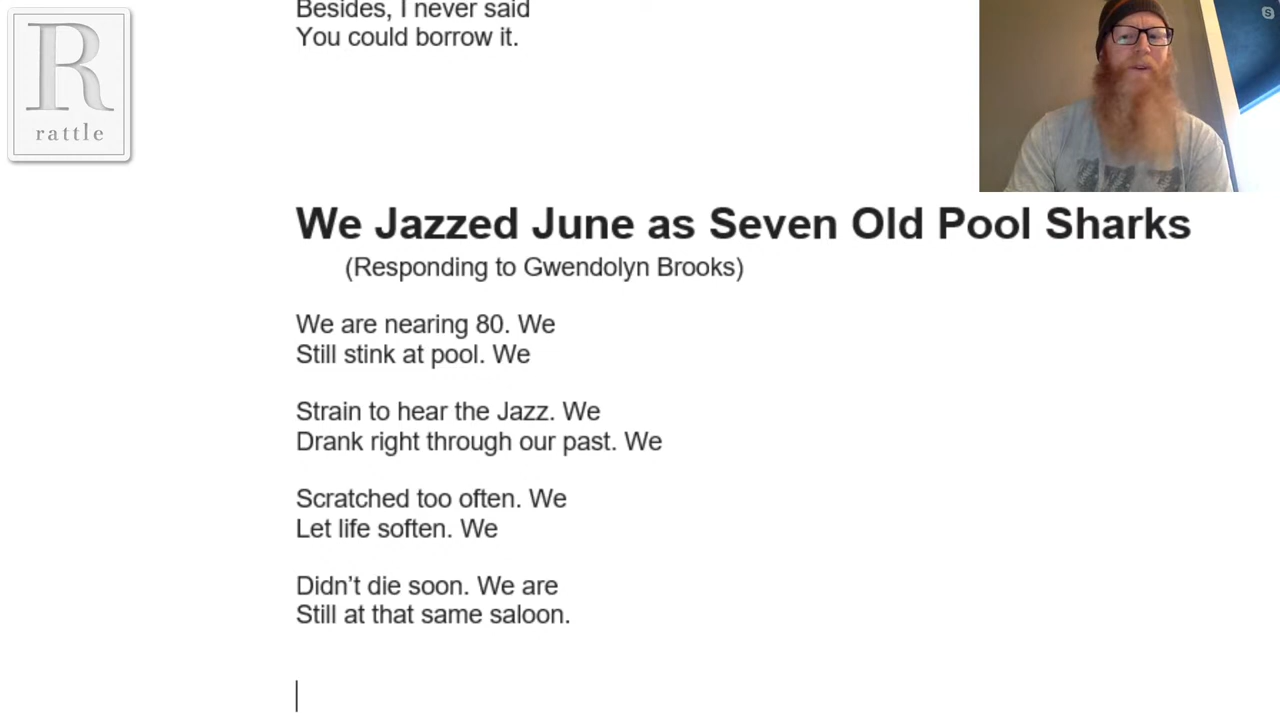 Besides, I never said
You could borrow it.
R
rattle
We Jazzed June as Seven Old Pool Sharks
(Responding to Gwendolyn Brooks)
We are nearing 80. We
Still stink at pool. We
Strain to hear the Jazz. We
Drank right through our past. We
Scratched too often. We
Let life soften. We
Didn’t die soon. We are
Still at that same saloon.